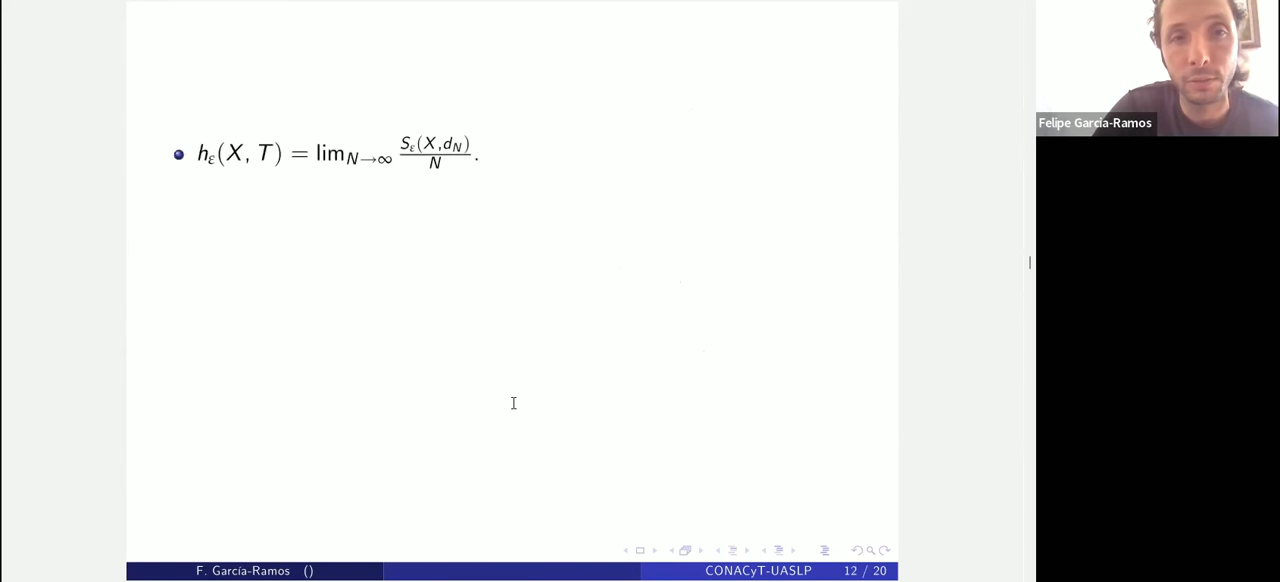 h_ε(X, T) = lim_{N→∞} S_ε(X,d_N)/N.
Felipe García-Ramos
F. García-Ramos () CONACyT-UASLP 12 / 20